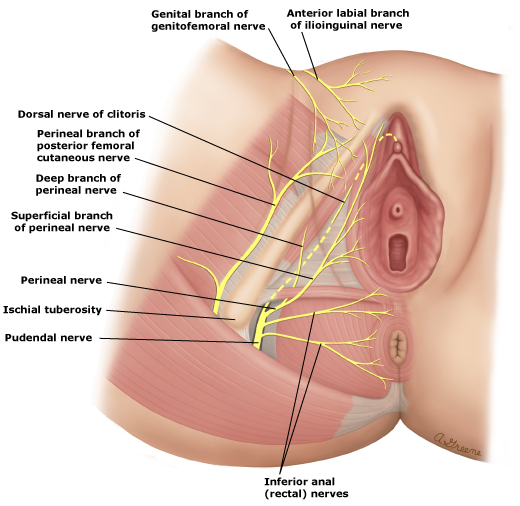 Genital branch of
genitofemoral nerve
Anterior labial branch
of ilioinguinal nerve
Dorsal nerve of clitoris
Perineal branch of
posterior femoral
cutaneous nerve
Deep branch of
perineal nerve
Superficial branch
of perineal nerve
Perineal nerve
Ischial tuberosity
Pudendal nerve
A. Greene
Inferior anal
(rectal) nerves